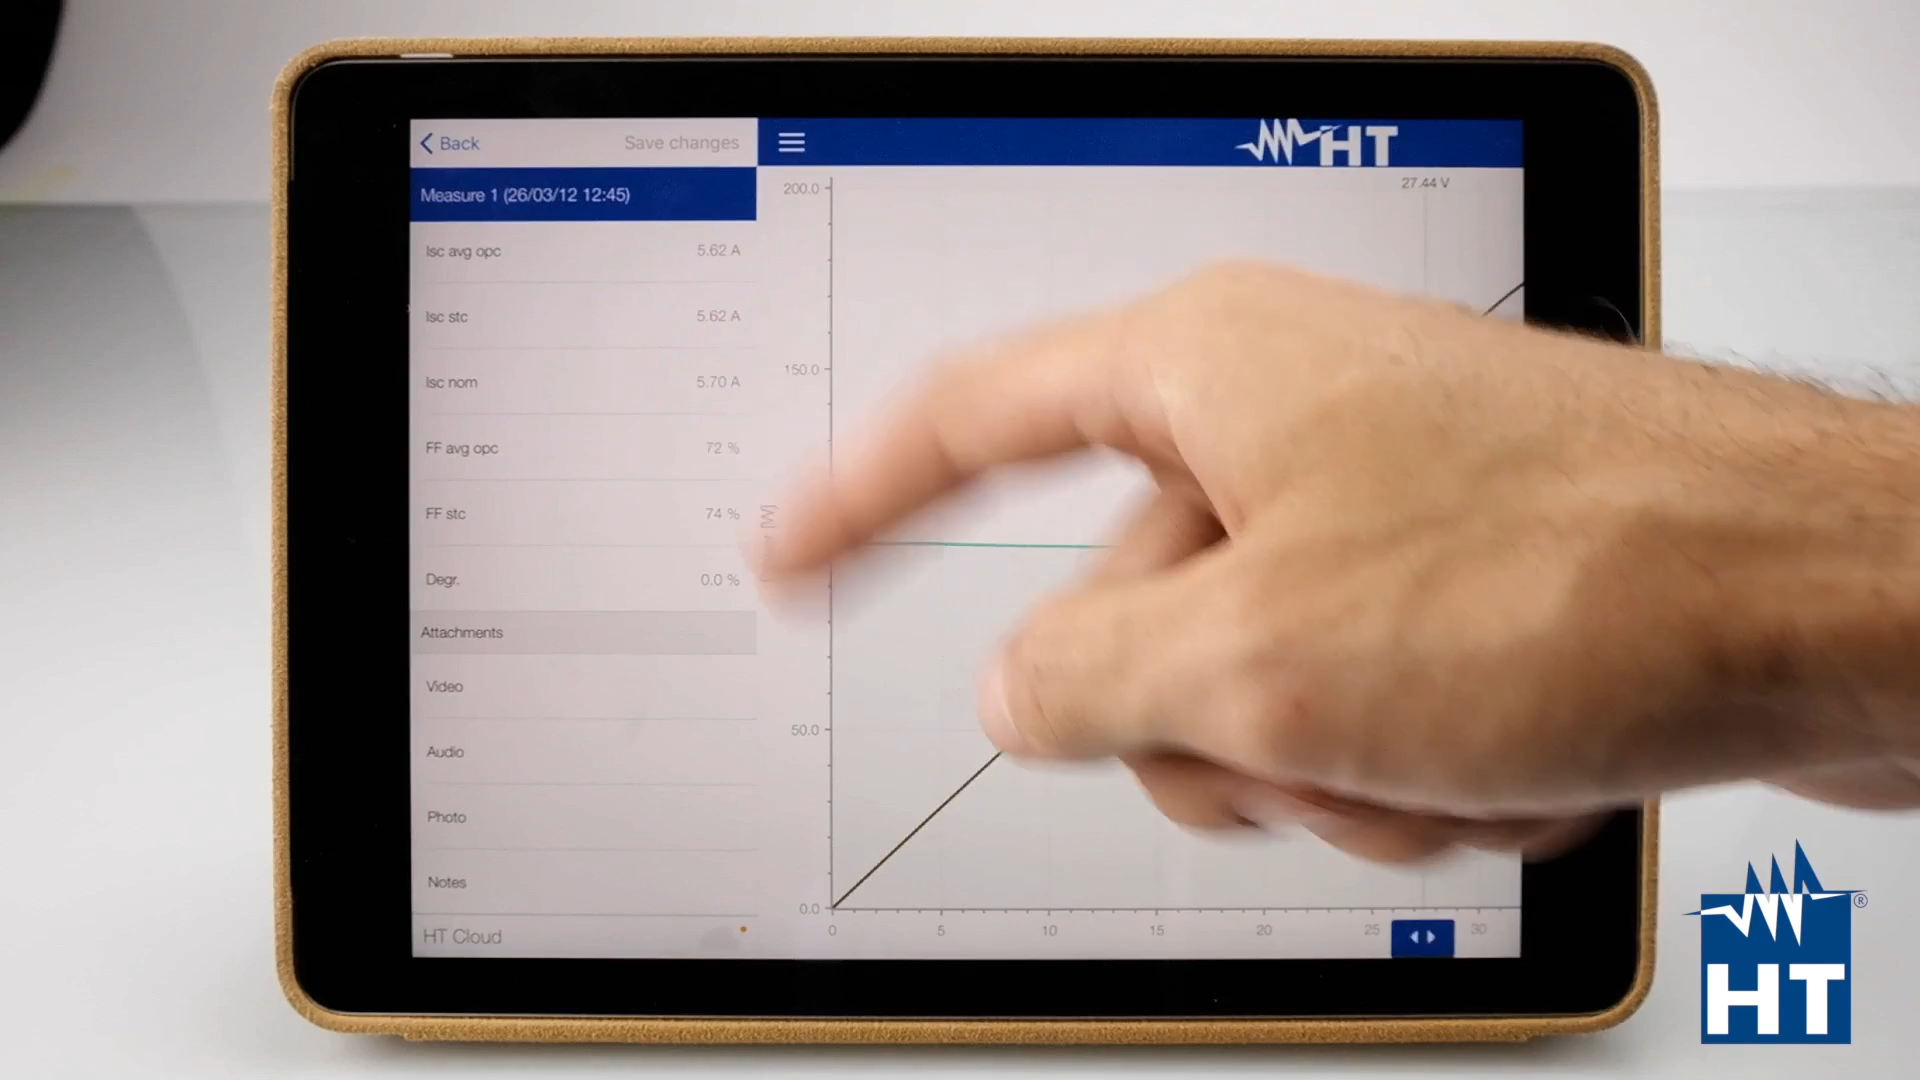 Back
Save changes
HT
Measure 1 (26/03/12 12:45)
Isc avg opc 5.62 A
Isc stc 5.62 A
Isc nom 5.70 A
FF avg opc 72 %
FF stc 74 %
Degr. 0.0 %
Attachments
Video
Audio
Photo
Notes
HT Cloud
27.44 V
200.0
150.0
[W]
50.0
0.0
0 5 10 15 20 25 30
HT®